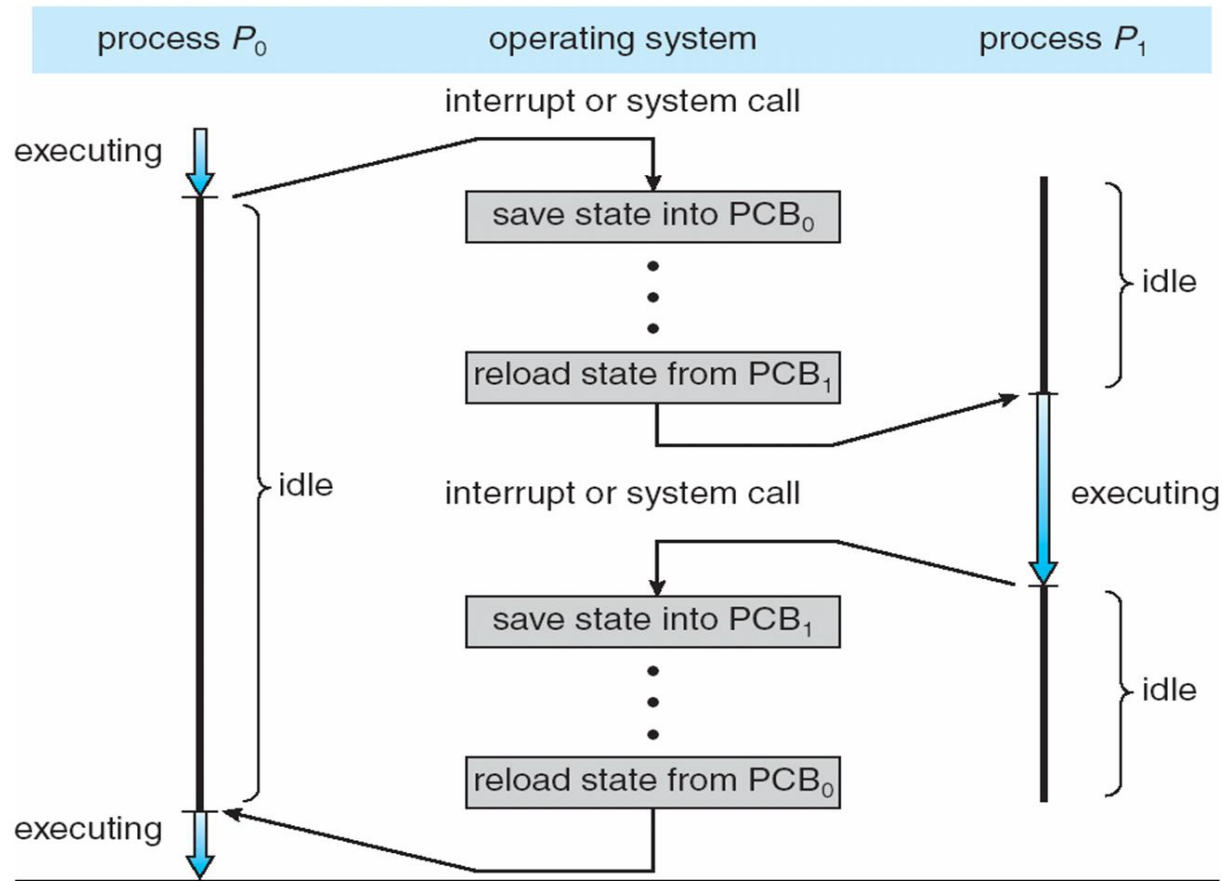 process P₀ operating system process P₁
interrupt or system call
executing
save state into PCB₀
idle
reload state from PCB₁
idle
interrupt or system call
executing
save state into PCB₁
idle
reload state from PCB₀
executing